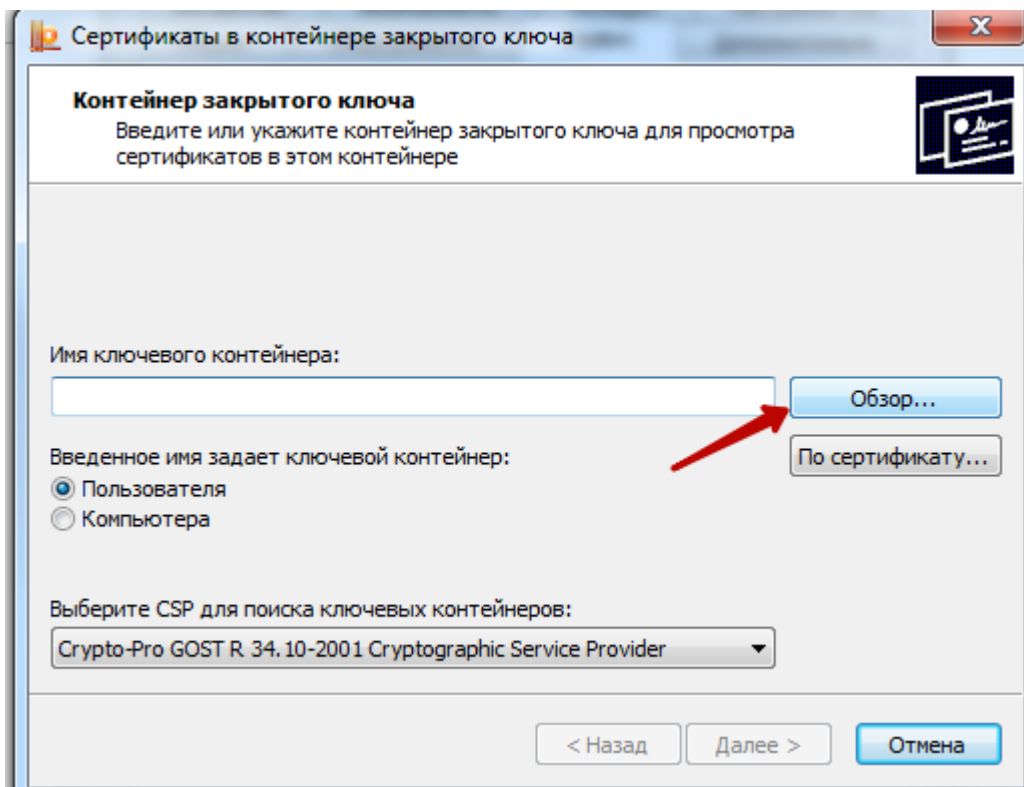 Сертификаты в контейнере закрытого ключа
Контейнер закрытого ключа
Введите или укажите контейнер закрытого ключа для просмотра
сертификатов в этом контейнере
Имя ключевого контейнера:
Обзор...
Введенное имя задает ключевой контейнер:
По сертификату...
Пользователя
Компьютера
Выберите CSP для поиска ключевых контейнеров:
Crypto-Pro GOST R 34.10-2001 Cryptographic Service Provider
< Назад
Далее >
Отмена